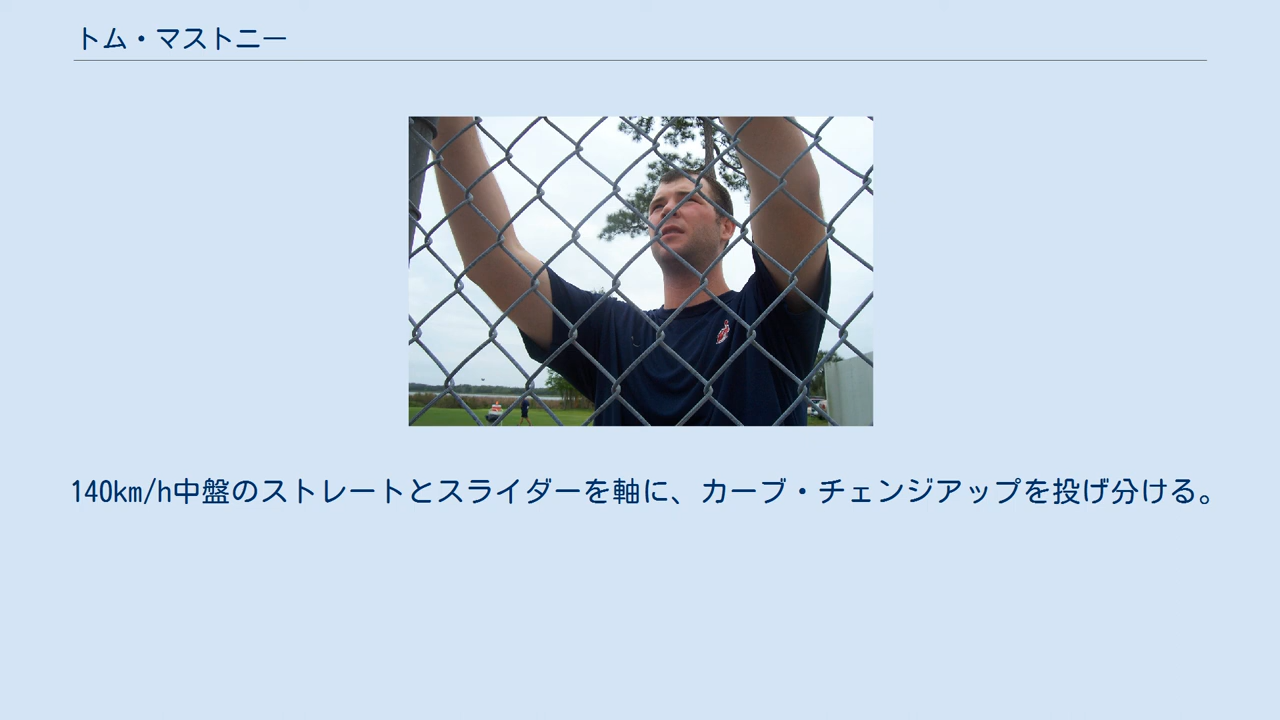 トム・マストニー
140km/h中盤のストレートとスライダーを軸に、カーブ・チェンジアップを投げ分ける。